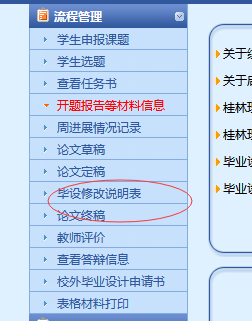 流程管理
学生申报课题
学生选题
查看任务书
开题报告等材料信息
周进展情况记录
论文草稿
论文定稿
毕设修改说明表
论文终稿
教师评价
查看答辩信息
校外毕业设计申请书
表格材料打印
关于
关于
桂林
桂林
毕业
毕业